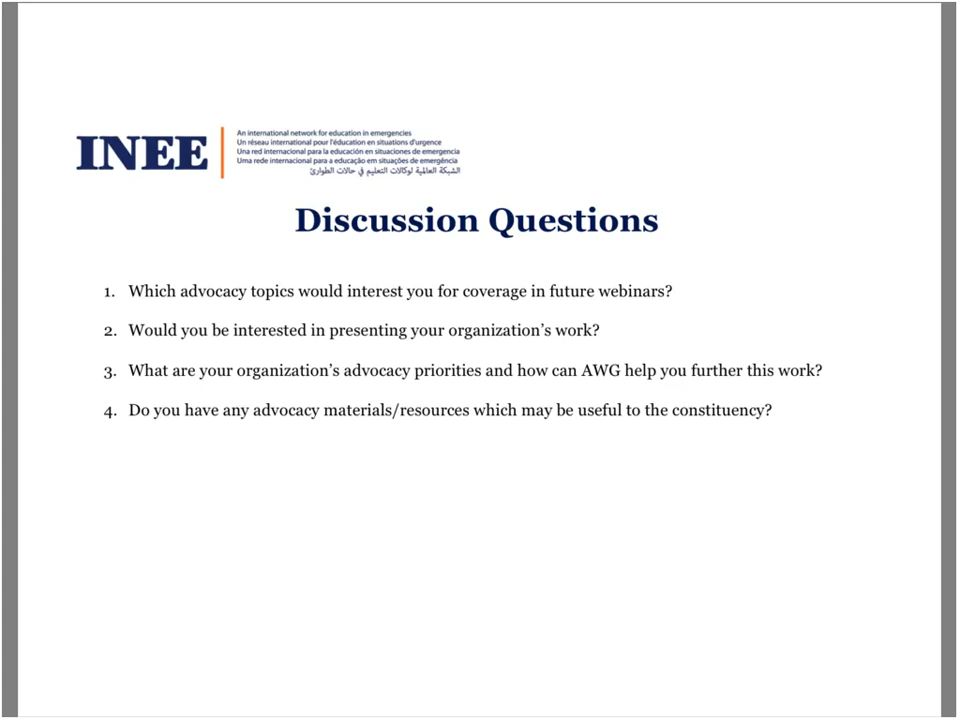 INEE
An international network for education in emergencies
Un réseau international pour l'éducation en situations d'urgence
Una red internacional para la educación en situaciones de emergencia
Uma rede internacional para a educação em situações de emergência
الشبكة العالمية لوكالات التعليم في حالات الطوارئ
Discussion Questions
1. Which advocacy topics would interest you for coverage in future webinars?
2. Would you be interested in presenting your organization's work?
3. What are your organization's advocacy priorities and how can AWG help you further this work?
4. Do you have any advocacy materials/resources which may be useful to the constituency?